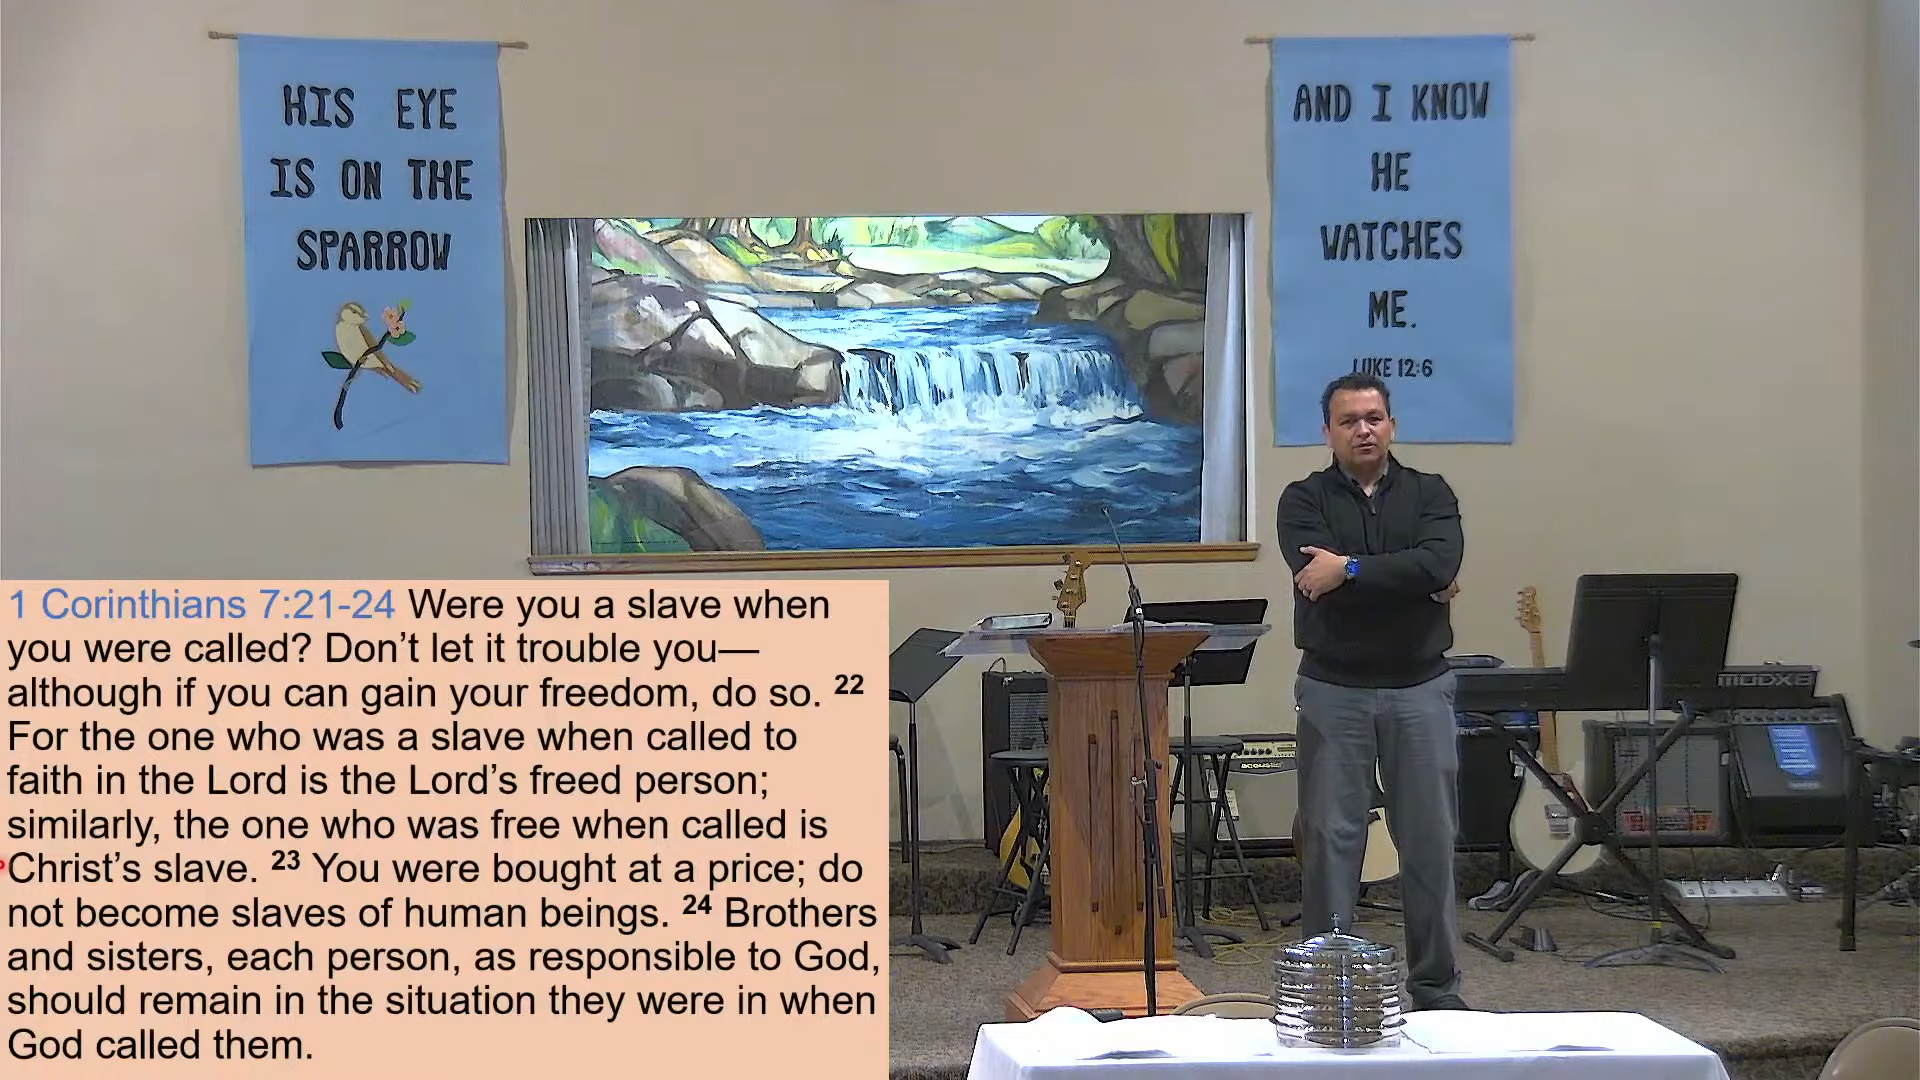 HIS EYE
IS ON THE
SPARROW
AND I KNOW
HE
WATCHES
ME.
LUKE 12:6
1 Corinthians 7:21-24 Were you a slave when
you were called? Don’t let it trouble you—
although if you can gain your freedom, do so. 22
For the one who was a slave when called to
faith in the Lord is the Lord’s freed person;
similarly, the one who was free when called is
Christ’s slave. 23 You were bought at a price; do
not become slaves of human beings. 24 Brothers
and sisters, each person, as responsible to God,
should remain in the situation they were in when
God called them.
MODX8
acoustic